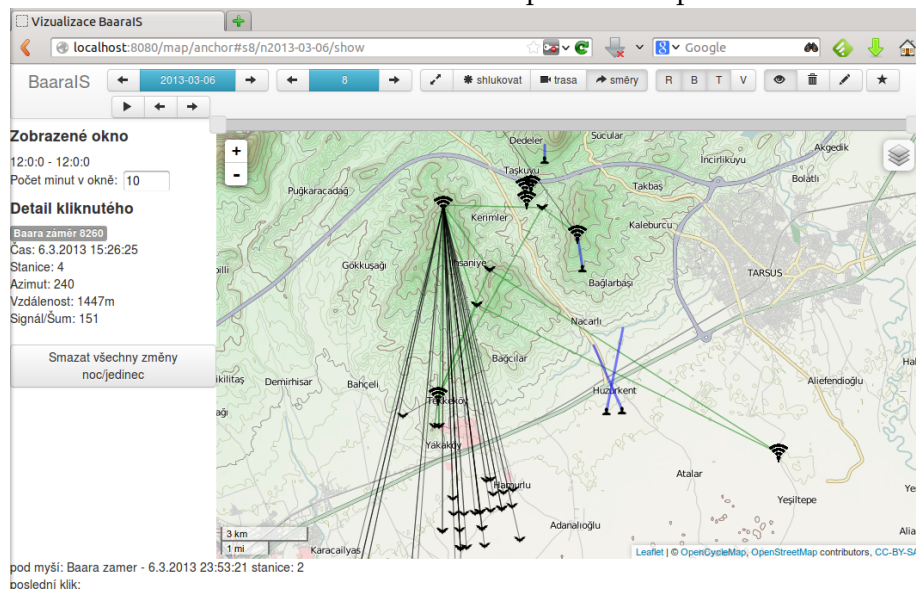 Vizualizace BaaraIS
localhost:8080/map/anchor#s8/n2013-03-06/show
Google
BaaraIS
2013-03-06
8
shlukovat
trasa
směry
R B T V
Zobrazené okno
12:0:0 - 12:0:0
Počet minut v okně: 10
Detail kliknutého
Baara záměr 8260
Čas: 6.3.2013 15:26:25
Stanice: 4
Azimut: 240
Vzdálenost: 1447m
Signál/Šum: 151
Smazat všechny změny
noc/jedinec
+
-
Dedeler
Sucular
Akgedik
İncirlikuyu
Taşkuyu
Bolatlı
Takbaş
Puğkaracadağ
Kerimler
Kaleburcu
Gökkuşağı
TARSUS
Bağlarbaşı
Nacarlı
Bağcılar
Demirhisar
Bahçeli
Huzurkent
Aliefendioğlu
Yakaköy
Atalar
Hamurlu
Yeşiltepe
Adanalıoğlu
3 km
1 mi
Karacailyas
Leaflet | © OpenCycleMap, OpenStreetMap contributors, CC-BY-SA
pod myší: Baara zamer - 6.3.2013 23:53:21 stanice: 2
poslední klik: